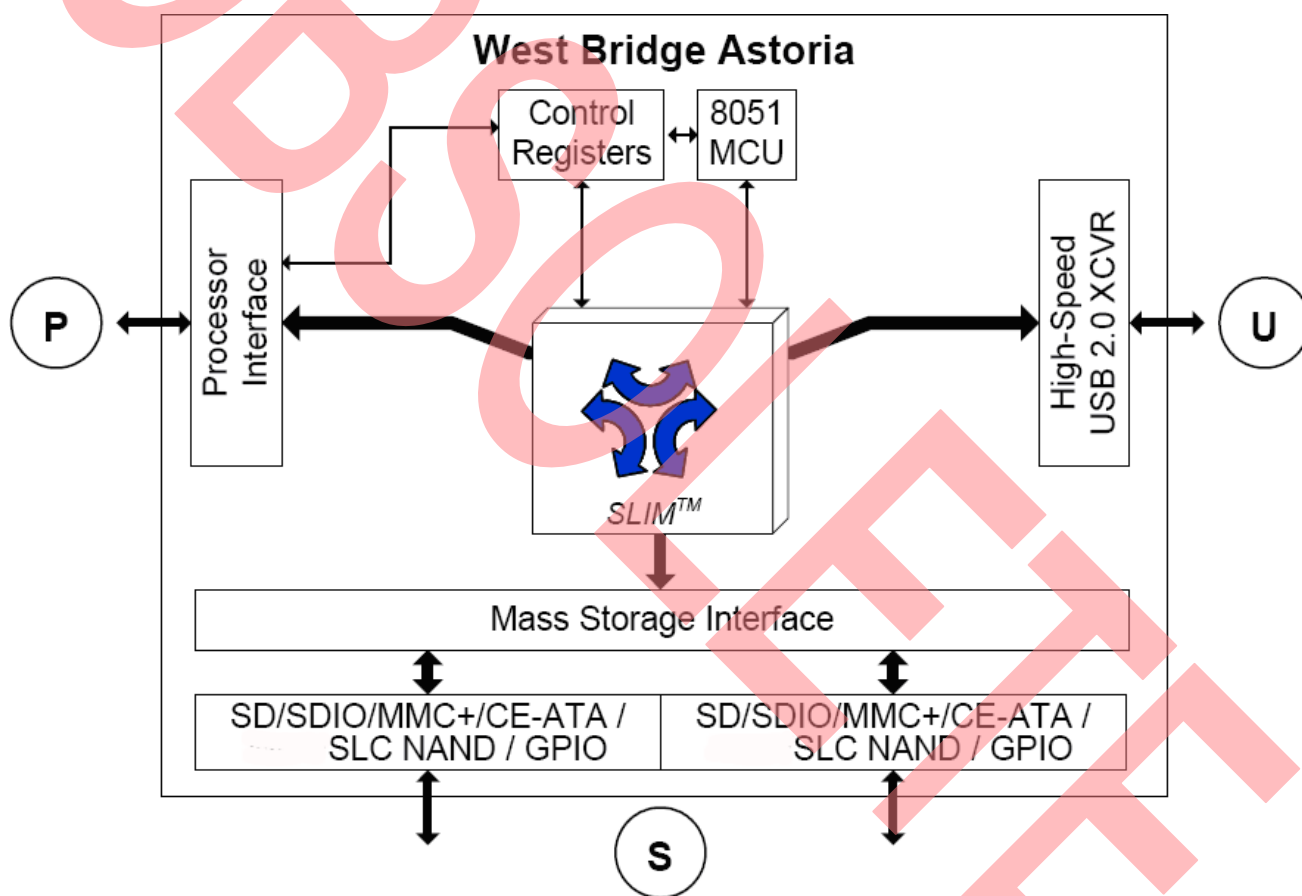 West Bridge Astoria
Control
Registers
8051
MCU
Processor
Interface
High-Speed
USB 2.0 XCVR
P
U
SLIM™
Mass Storage Interface
SD/SDIO/MMC+/CE-ATA /
SLC NAND / GPIO
SD/SDIO/MMC+/CE-ATA /
SLC NAND / GPIO
S
OBSOLETE